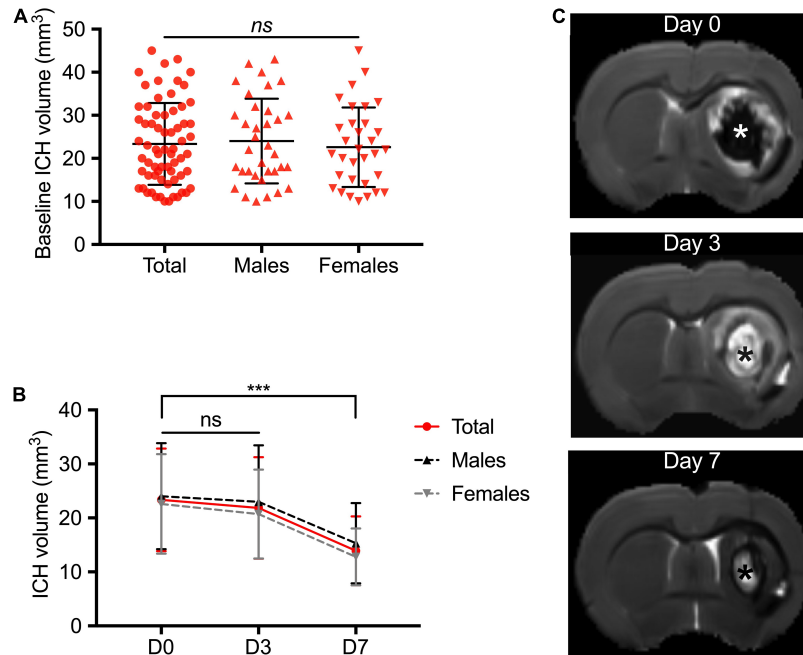 A
Baseline ICH volume (mm³)
50
40
30
20
10
0
ns
Total
Males
Females
B
ICH volume (mm³)
40
30
20
10
0
***
ns
D0
D3
D7
Total
Males
Females
C
Day 0
*
Day 3
*
Day 7
*